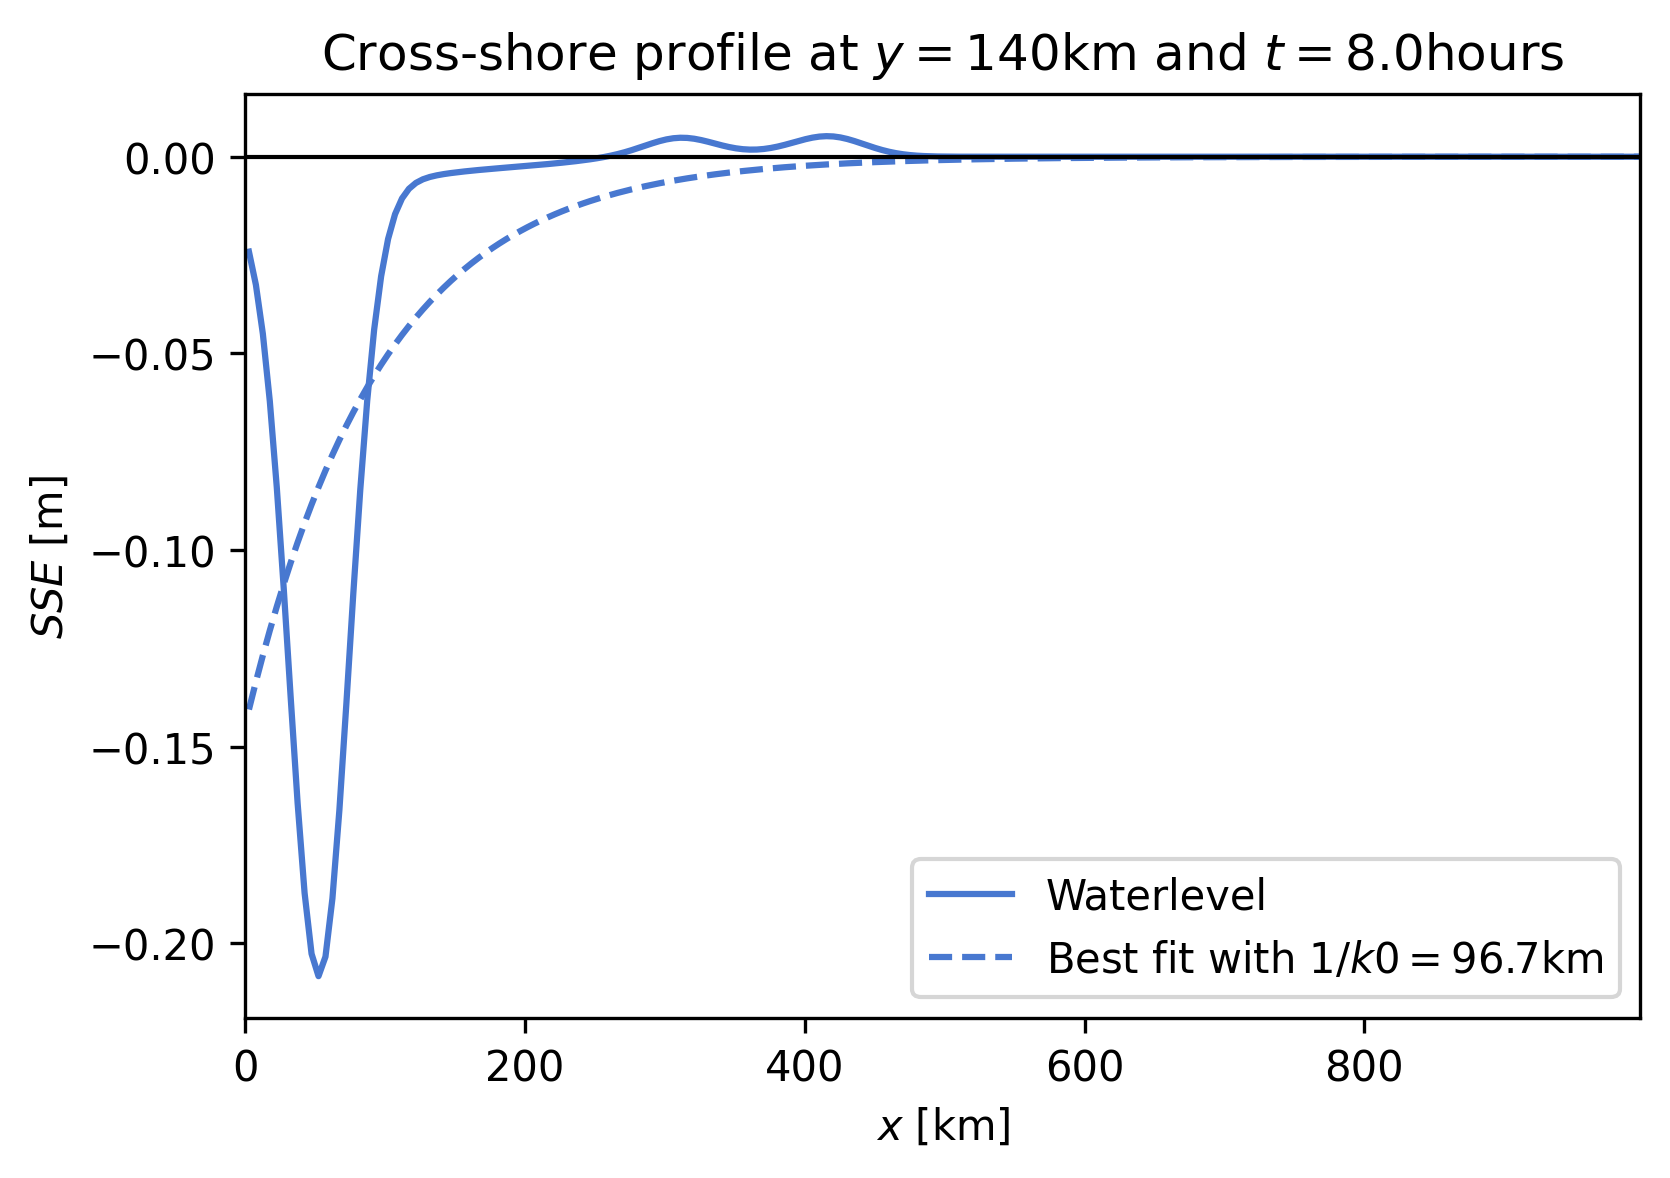 Cross-shore profile at y = 140km and t = 8.0hours
0.00
−0.05
−0.10
−0.15
−0.20
SSE [m]
Waterlevel
Best fit with 1/k0 = 96.7km
0 200 400 600 800
x [km]